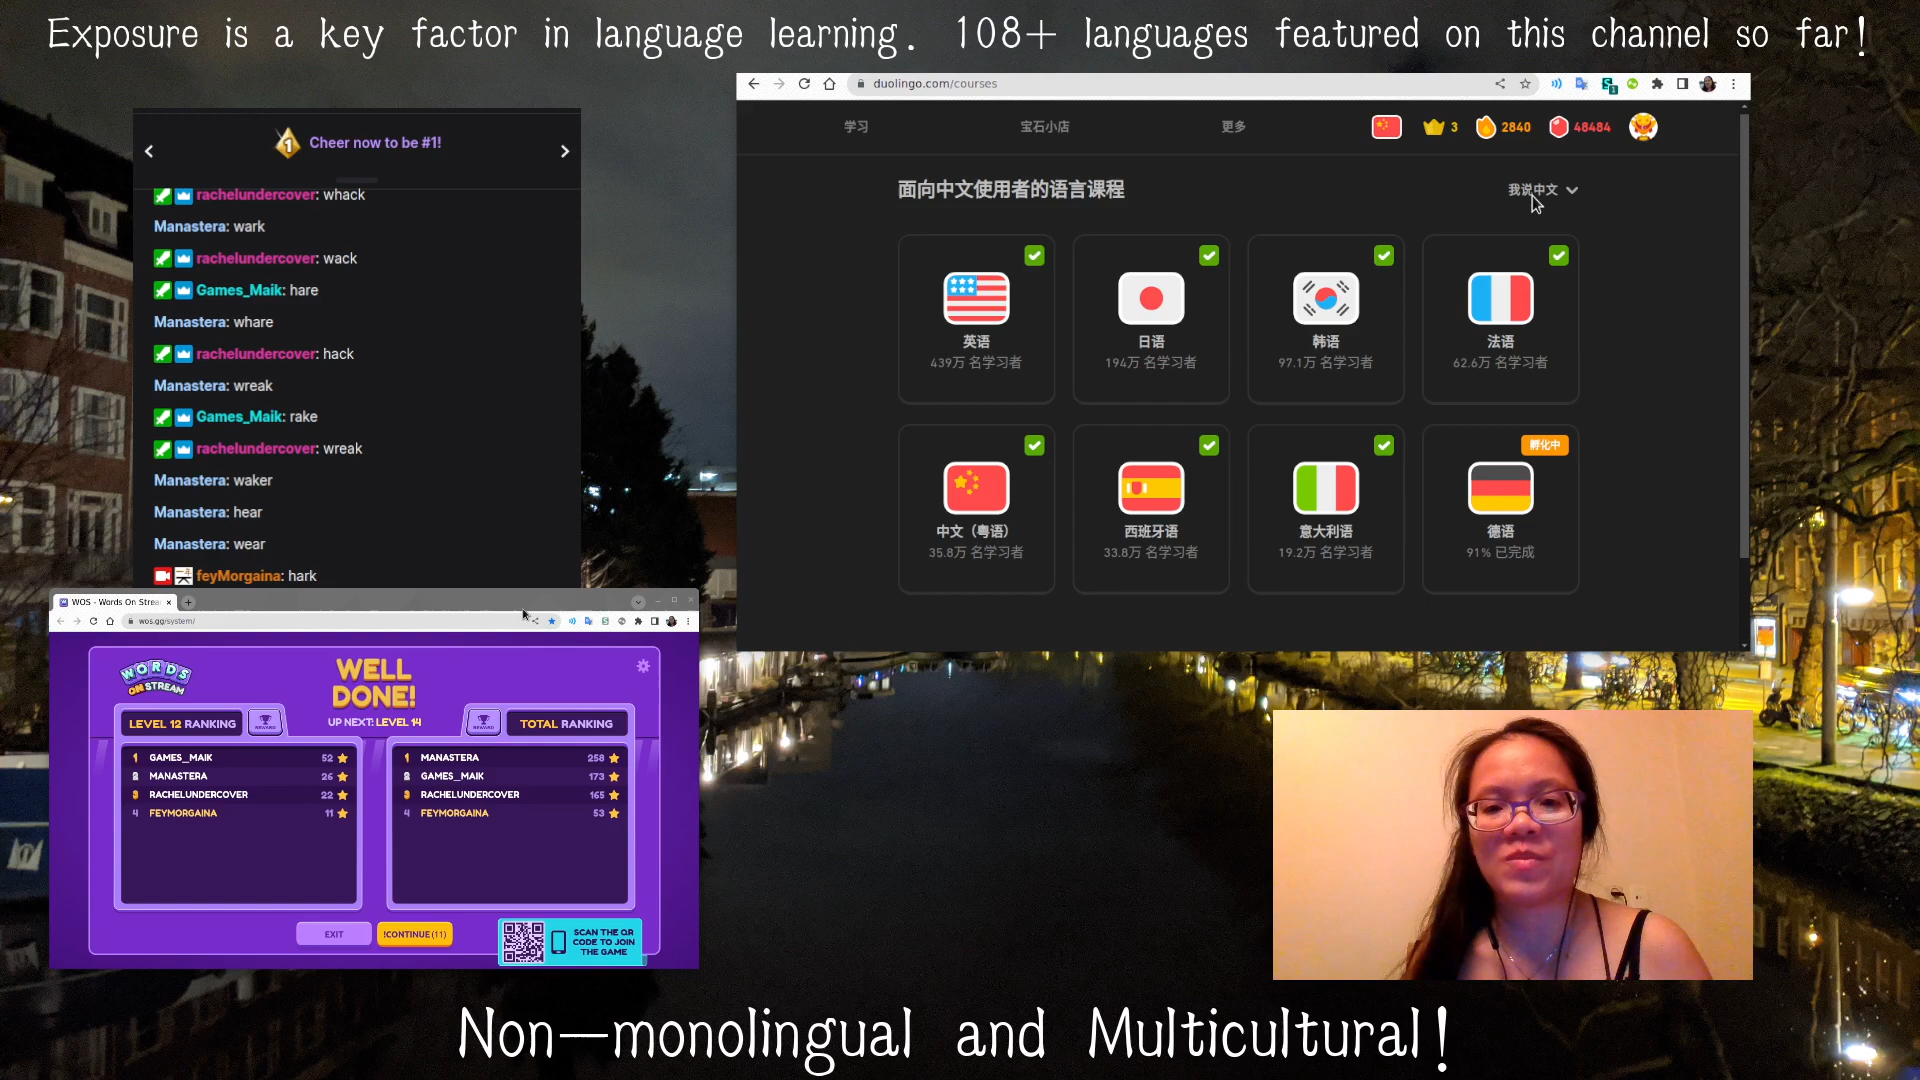 Exposure is a key factor in language learning. 108+ languages featured on this channel so far!
Cheer now to be #1!
rachelundercover: whack
Manastera: wark
rachelundercover: wack
Games_Maik: hare
Manastera: whare
rachelundercover: hack
Manastera: wreak
Games_Maik: rake
rachelundercover: wreak
Manastera: waker
Manastera: hear
Manastera: wear
feyMorgaina: hark
duolingo.com/courses
学习 宝石小店 更多 3 2840 48484
面向中文使用者的语言课程 我说中文
英语 日语 韩语 法语
439万 名学习者 194万 名学习者 97.1万 名学习者 62.6万 名学习者
孵化中
中文（粤语） 西班牙语 意大利语 德语
35.8万 名学习者 33.8万 名学习者 19.2万 名学习者 91% 已完成
WOS - Words On Strea
wos.gg/system/
WORDS
ON STREAM
WELL
DONE!
UP NEXT: LEVEL 14
LEVEL 12 RANKING REWARD
1 GAMES_MAIK 52
2 MANASTERA 26
3 RACHELUNDERCOVER 22
4 FEYMORGAINA 11
REWARD TOTAL RANKING
1 MANASTERA 258
2 GAMES_MAIK 173
3 RACHELUNDERCOVER 165
4 FEYMORGAINA 53
EXIT !CONTINUE (11)
SCAN THE QR
CODE TO JOIN
THE GAME
Non-monolingual and Multicultural!